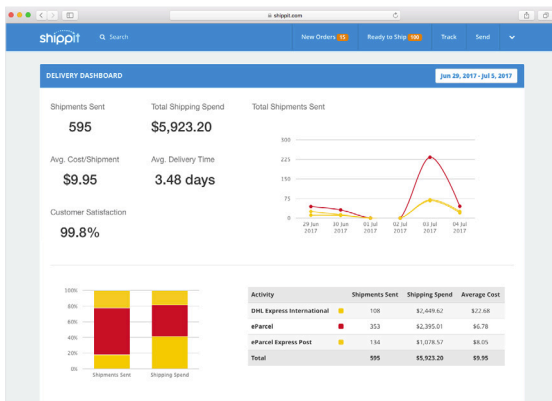 shippit.com
shippit
Search
New Orders 15
Ready to Ship 100
Track
Send
DELIVERY DASHBOARD
Jun 29, 2017 - Jul 5, 2017
Shipments Sent
595
Total Shipping Spend
$5,923.20
Avg. Cost/Shipment
$9.95
Avg. Delivery Time
3.48 days
Customer Satisfaction
99.8%
Total Shipments Sent
300
225
150
75
0
29 Jun 2017
30 Jun 2017
01 Jul 2017
02 Jul 2017
03 Jul 2017
04 Jul 2017
100%
80%
60%
40%
20%
0%
Shipments Sent
Shipping Spend
Activity Shipments Sent Shipping Spend Average Cost
DHL Express International 108 $2,449.62 $22.68
eParcel 353 $2,395.01 $6.78
eParcel Express Post 134 $1,078.57 $8.05
Total 595 $5,923.20 $9.95